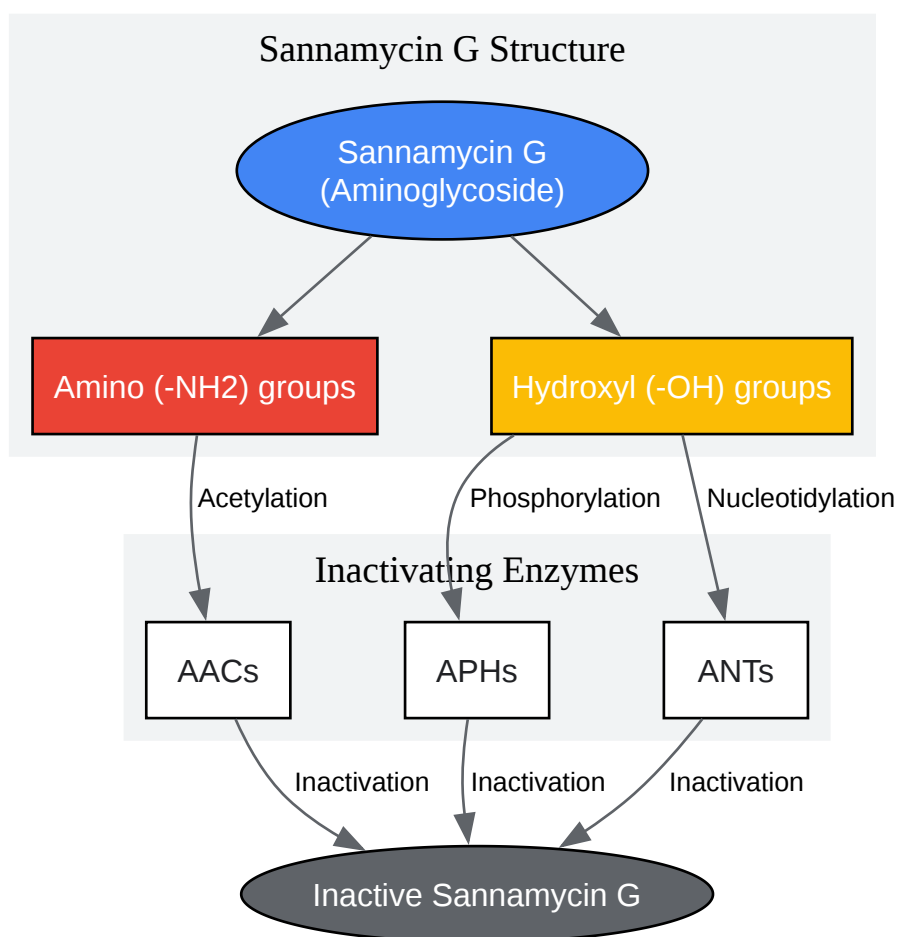 Sannamycin G Structure
Sannamycin G
(Aminoglycoside)
Amino (-NH2) groups
Hydroxyl (-OH) groups
Acetylation
Phosphorylation
Nucleotidylation
Inactivating Enzymes
AACs
APHs
ANTs
Inactivation
Inactivation
Inactivation
Inactive Sannamycin G